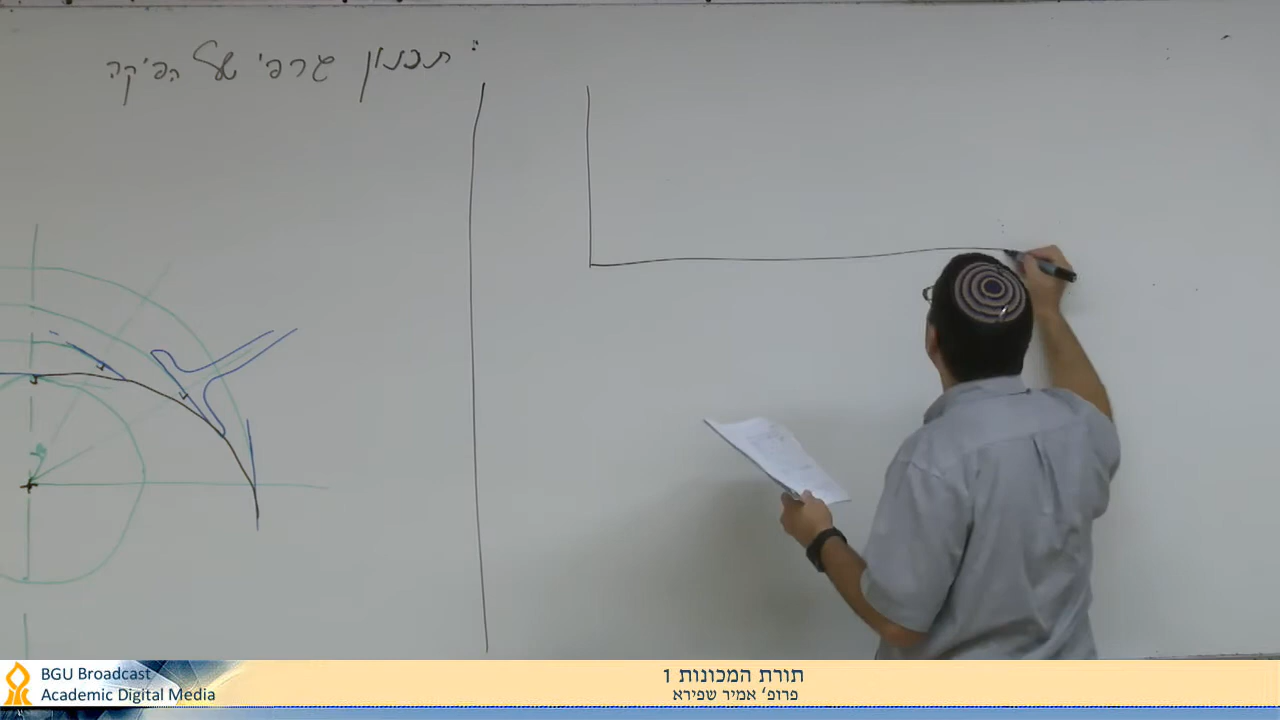 תכנון גרפי של הפיקה:
BGU Broadcast
Academic Digital Media
תורת המכונות 1
פרופ' אמיר שפירא